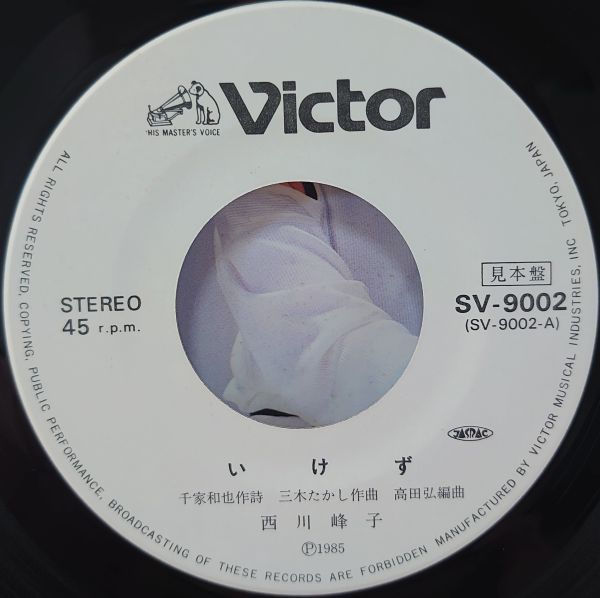 Victor
"HIS MASTER'S VOICE"
見本盤
STEREO
45 r.p.m.
SV-9002
(SV-9002-A)
JASRAC
いけず
千家和也作詩 三木たかし作曲 高田弘編曲
西川峰子
Ⓟ1985
ALL RIGHTS RESERVED, COPYING, PUBLIC PERFORMANCE, BROADCASTING OF THESE RECORDS ARE FORBIDDEN MANUFACTURED BY VICTOR MUSICAL INDUSTRIES, INC TOKYO, JAPAN